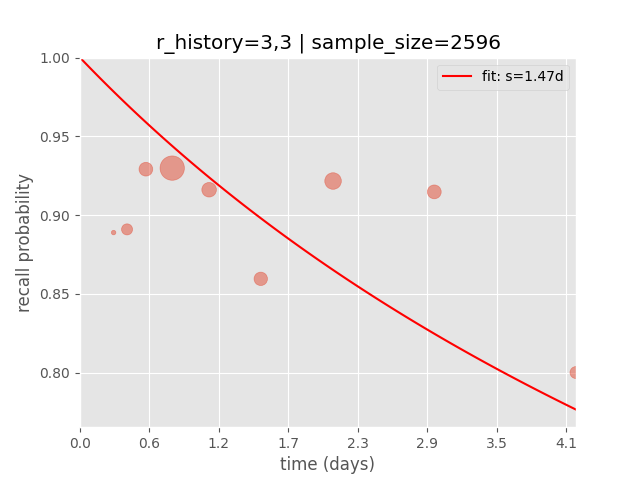 r_history=3,3 | sample_size=2596
fit: s=1.47d
1.00
0.95
0.90
0.85
0.80
recall probability
0.0 0.6 1.2 1.7 2.3 2.9 3.5 4.1
time (days)